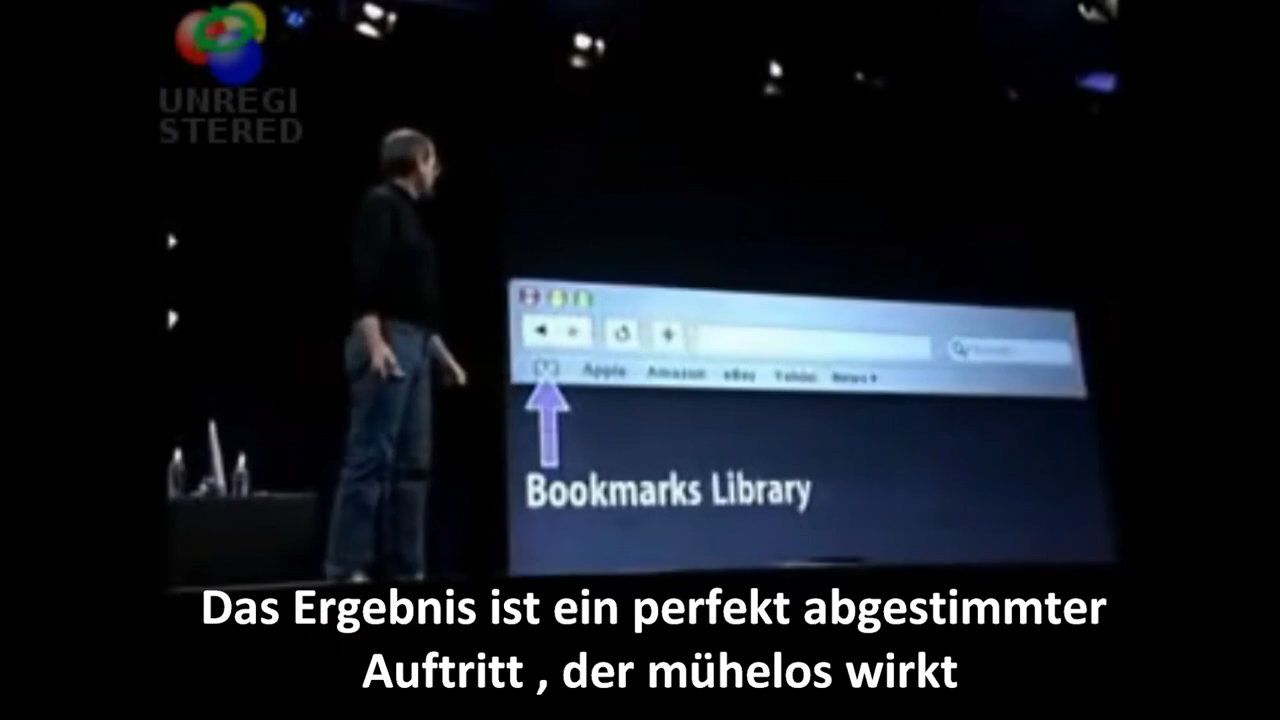 UNREGI
STERED
Apple Amazon eBay Yahoo! News
Bookmarks Library
Das Ergebnis ist ein perfekt abgestimmter
Auftritt , der mühelos wirkt